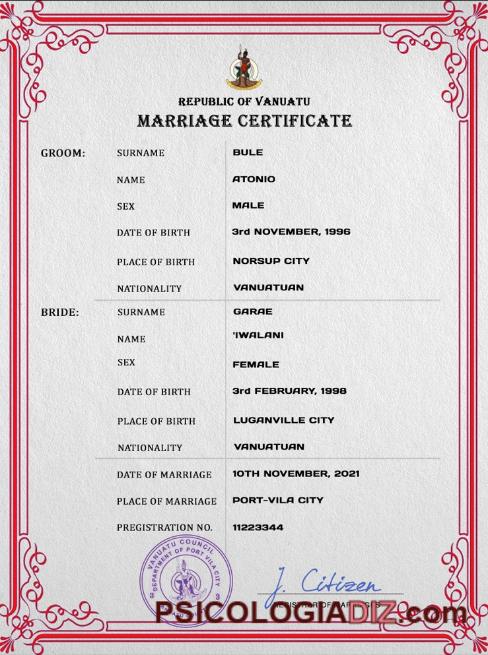 REPUBLIC OF VANUATU
MARRIAGE CERTIFICATE
GROOM: SURNAME BULE
NAME ATONIO
SEX MALE
DATE OF BIRTH 3rd NOVEMBER, 1996
PLACE OF BIRTH NORSUP CITY
NATIONALITY VANUATUAN
BRIDE: SURNAME GARAE
NAME 'IWALANI
SEX FEMALE
DATE OF BIRTH 3rd FEBRUARY, 1998
PLACE OF BIRTH LUGANVILLE CITY
NATIONALITY VANUATUAN
DATE OF MARRIAGE 10TH NOVEMBER, 2021
PLACE OF MARRIAGE PORT-VILA CITY
PREGISTRATION NO. 11223344
VANUATU COUNCIL
DEPARTMENT OF PORT VILA CITY
J. Citizen
REGISTRAR OF MARRIAGES
PSICOLOGIADIZ.com